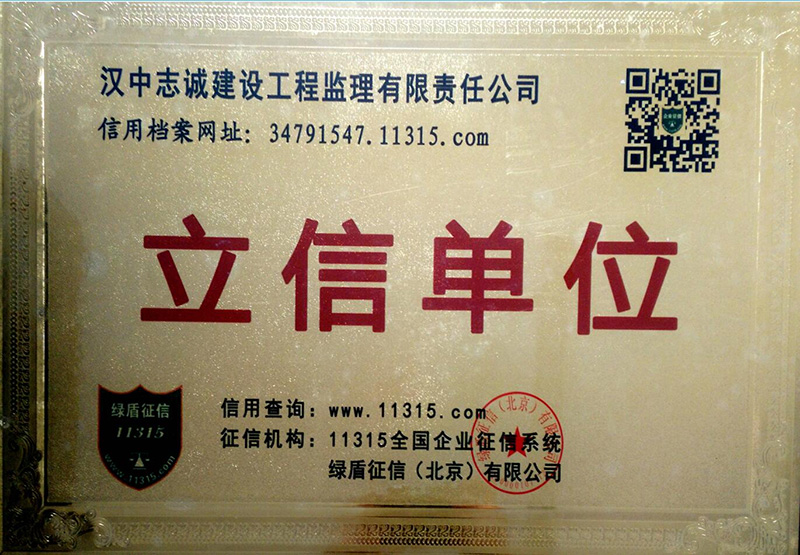 汉中志诚建设工程监理有限责任公司
信用档案网址：34791547.11315.com
立信单位
绿盾征信
11315
www.11315.com
信用查询：www.11315.com
征信机构：11315全国企业征信系统
绿盾征信（北京）有限公司